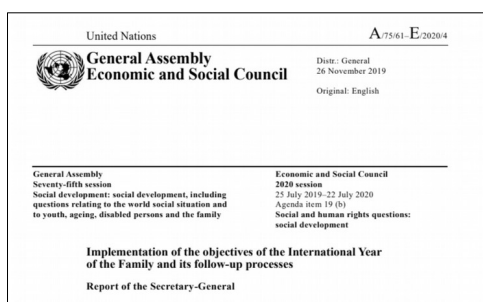 United Nations
A/75/61–E/2020/4
General Assembly
Economic and Social Council
Distr.: General
26 November 2019
Original: English
General Assembly
Seventy-fifth session
Social development: social development, including
questions relating to the world social situation and
to youth, ageing, disabled persons and the family
Economic and Social Council
2020 session
25 July 2019–22 July 2020
Agenda item 19 (b)
Social and human rights questions:
social development
Implementation of the objectives of the International Year
of the Family and its follow-up processes
Report of the Secretary-General